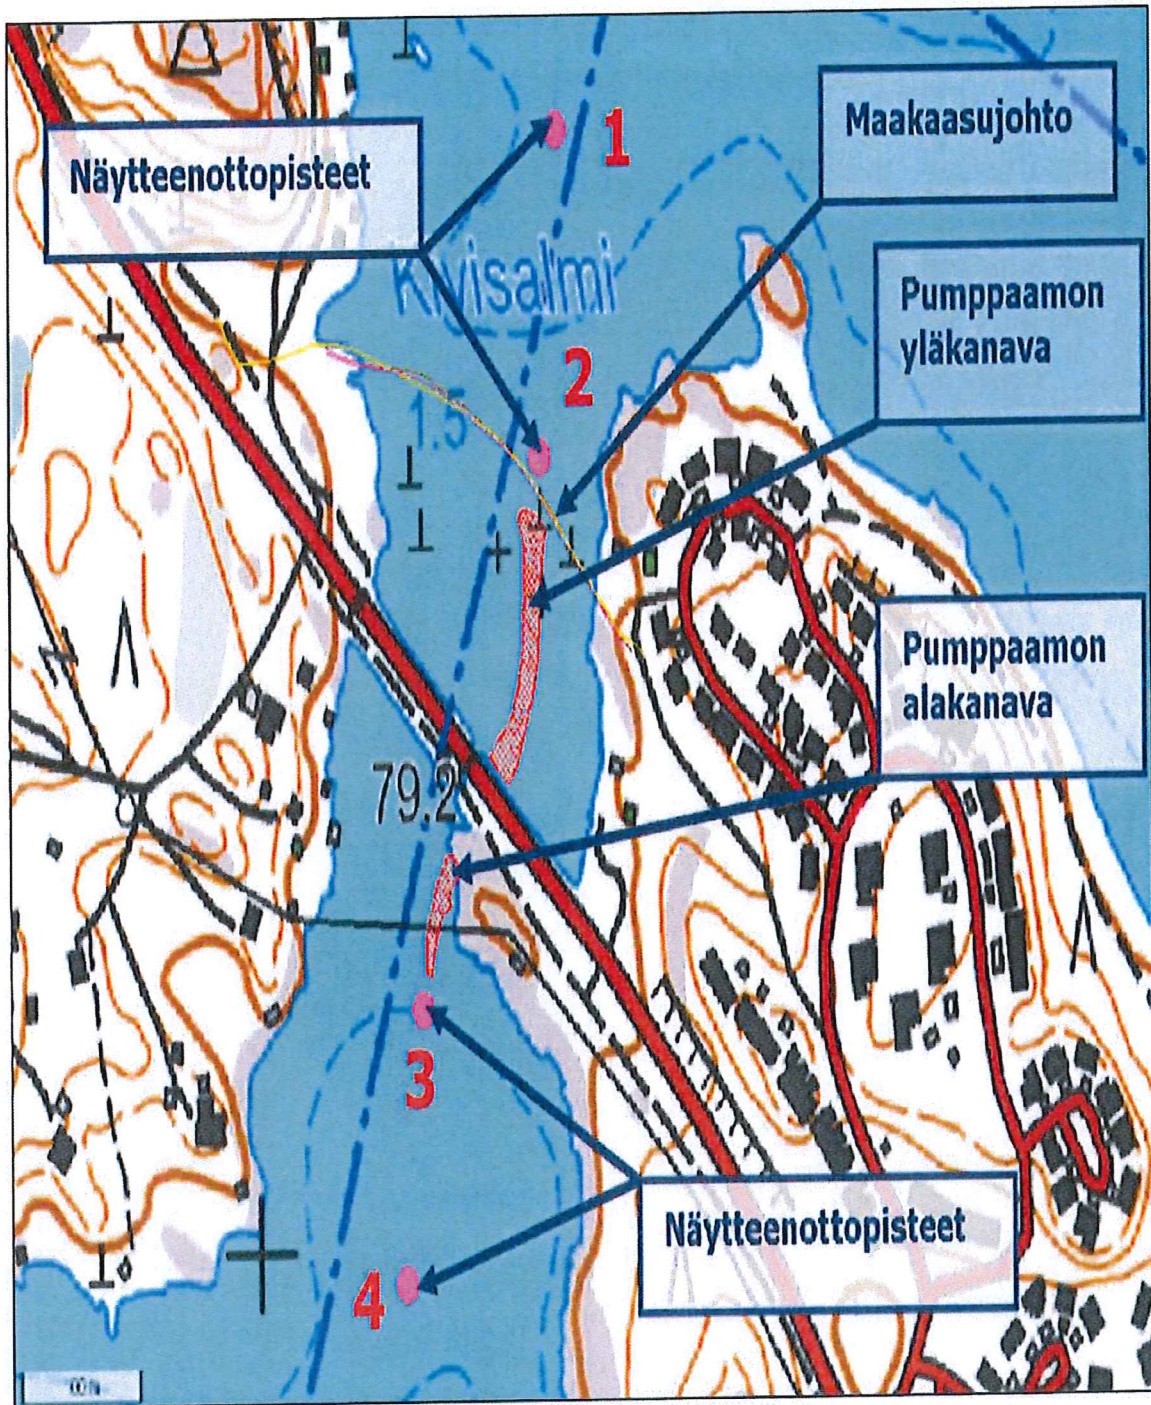 1
Maakaasujohto
Näytteenottopisteet
Kivisalmi
Pumppaamon
yläkanava
2
1.5
Pumppaamon
alakanava
79.2
3
Näytteenottopisteet
4